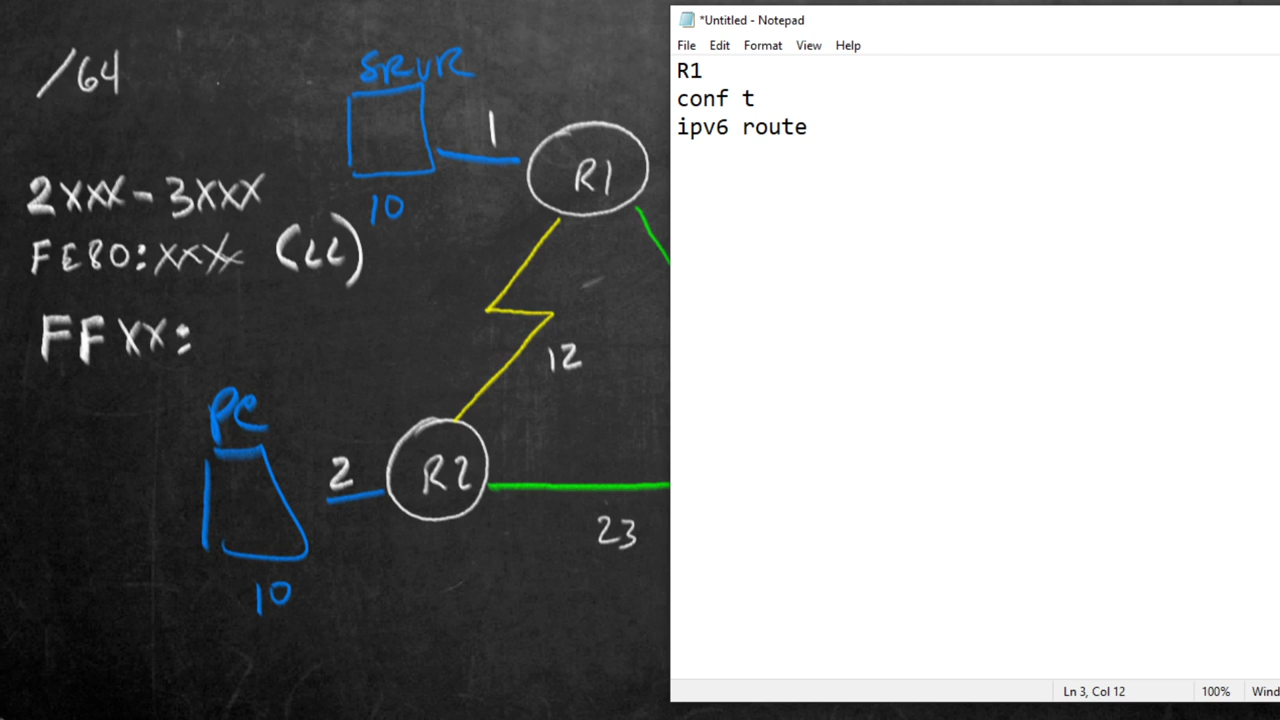 /64
SRVR
1
R1
10
2XXX - 3XXX
FE80:XXXX (LL)
FFXX:
12
PC
2
R2
23
10
*Untitled - Notepad
File Edit Format View Help
R1
conf t
ipv6 route
Ln 3, Col 12 100% Wind